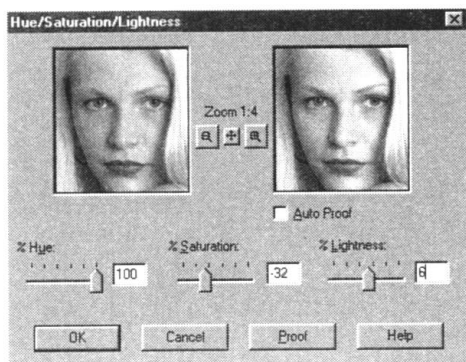 Hue/Saturation/Lightness
Zoom 1:4
Auto Proof
% Hue:
100
% Saturation:
-32
% Lightness:
6
OK
Cancel
Proof
Help